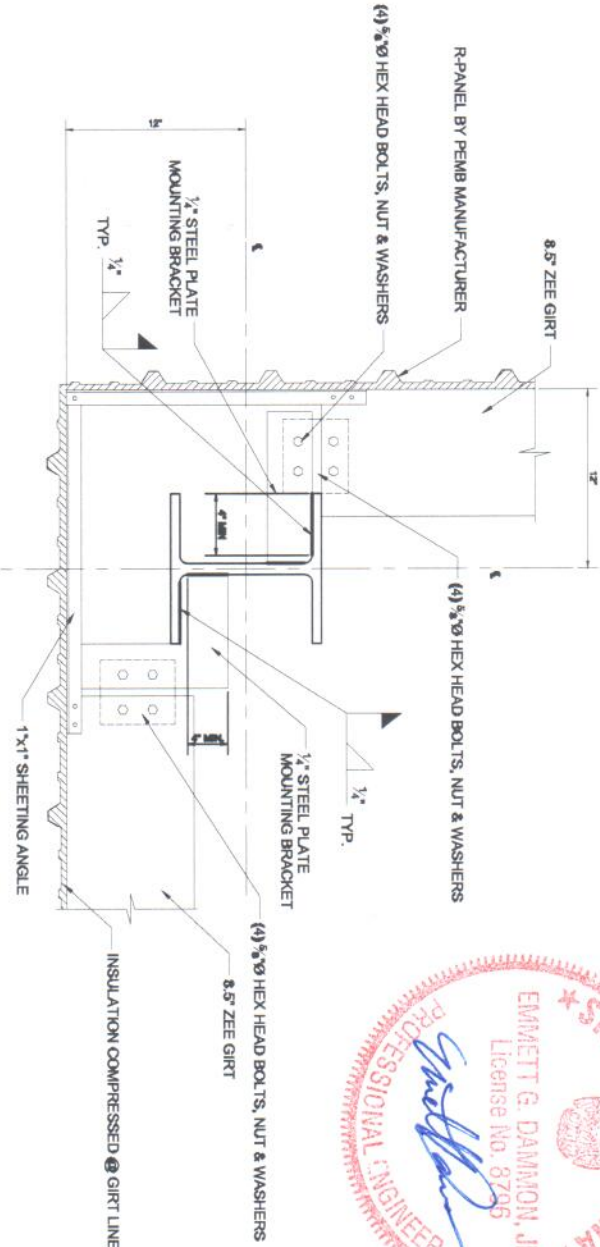 8.5" ZEE GIRT
R-PANEL BY PEMB MANUFACTURER
(4) ⅝"Ø HEX HEAD BOLTS, NUT & WASHERS
¼" STEEL PLATE
MOUNTING BRACKET
TYP.
¼"
12"
12"
℄
℄
4" MIN
4" MIN
(4) ⅝"Ø HEX HEAD BOLTS, NUT & WASHERS
¼"
TYP.
¼" STEEL PLATE
MOUNTING BRACKET
(4) ⅝"Ø HEX HEAD BOLTS, NUT & WASHERS
8.5" ZEE GIRT
INSULATION COMPRESSED @ GIRT LINE
1"x1" SHEETING ANGLE
EMMETT G. DAMMON, J
License No. 8796
PROFESSIONAL ENGINEER